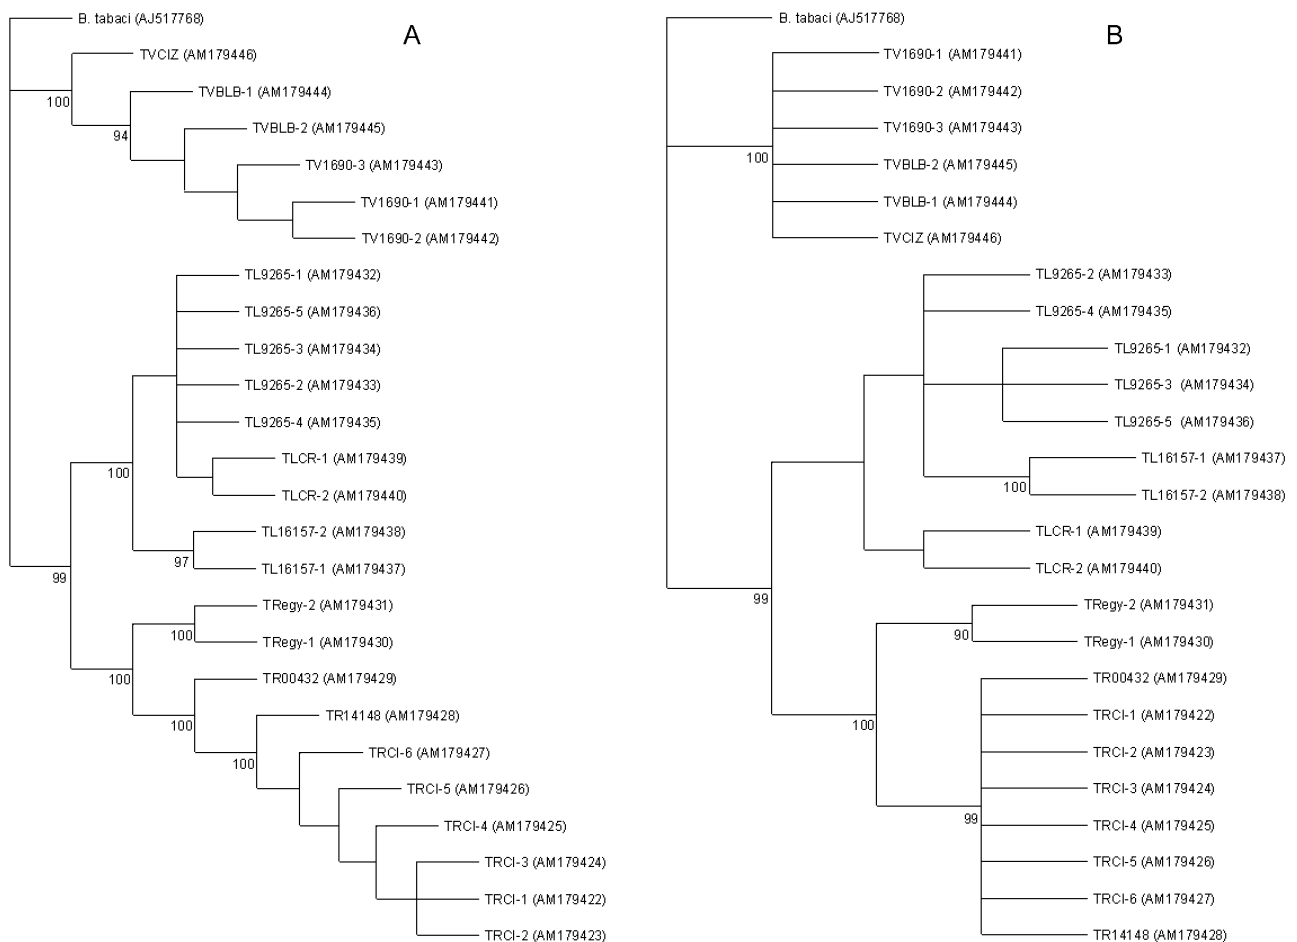 A
B. tabaci (AJ517768)
TVCIZ (AM179446)
100
TVBLB-1 (AM179444)
94
TVBLB-2 (AM179445)
TV1690-3 (AM179443)
TV1690-1 (AM179441)
TV1690-2 (AM179442)
TL9265-1 (AM179432)
TL9265-5 (AM179436)
TL9265-3 (AM179434)
TL9265-2 (AM179433)
TL9265-4 (AM179435)
TLCR-1 (AM179439)
100
TLCR-2 (AM179440)
TL16157-2 (AM179438)
97
TL16157-1 (AM179437)
99
TRegy-2 (AM179431)
100
TRegy-1 (AM179430)
100
TR00432 (AM179429)
TR14148 (AM179428)
100
TRCI-6 (AM179427)
100
TRCI-5 (AM179426)
TRCI-4 (AM179425)
TRCI-3 (AM179424)
TRCI-1 (AM179422)
TRCI-2 (AM179423)
B
B. tabaci (AJ517768)
TV1690-1 (AM179441)
TV1690-2 (AM179442)
TV1690-3 (AM179443)
100
TVBLB-2 (AM179445)
TVBLB-1 (AM179444)
TVCIZ (AM179446)
TL9265-2 (AM179433)
TL9265-4 (AM179435)
TL9265-1 (AM179432)
TL9265-3 (AM179434)
TL9265-5 (AM179436)
TL16157-1 (AM179437)
100
TL16157-2 (AM179438)
TLCR-1 (AM179439)
TLCR-2 (AM179440)
99
TRegy-2 (AM179431)
90
TRegy-1 (AM179430)
TR00432 (AM179429)
TRCI-1 (AM179422)
100
TRCI-2 (AM179423)
TRCI-3 (AM179424)
99
TRCI-4 (AM179425)
TRCI-5 (AM179426)
TRCI-6 (AM179427)
TR14148 (AM179428)